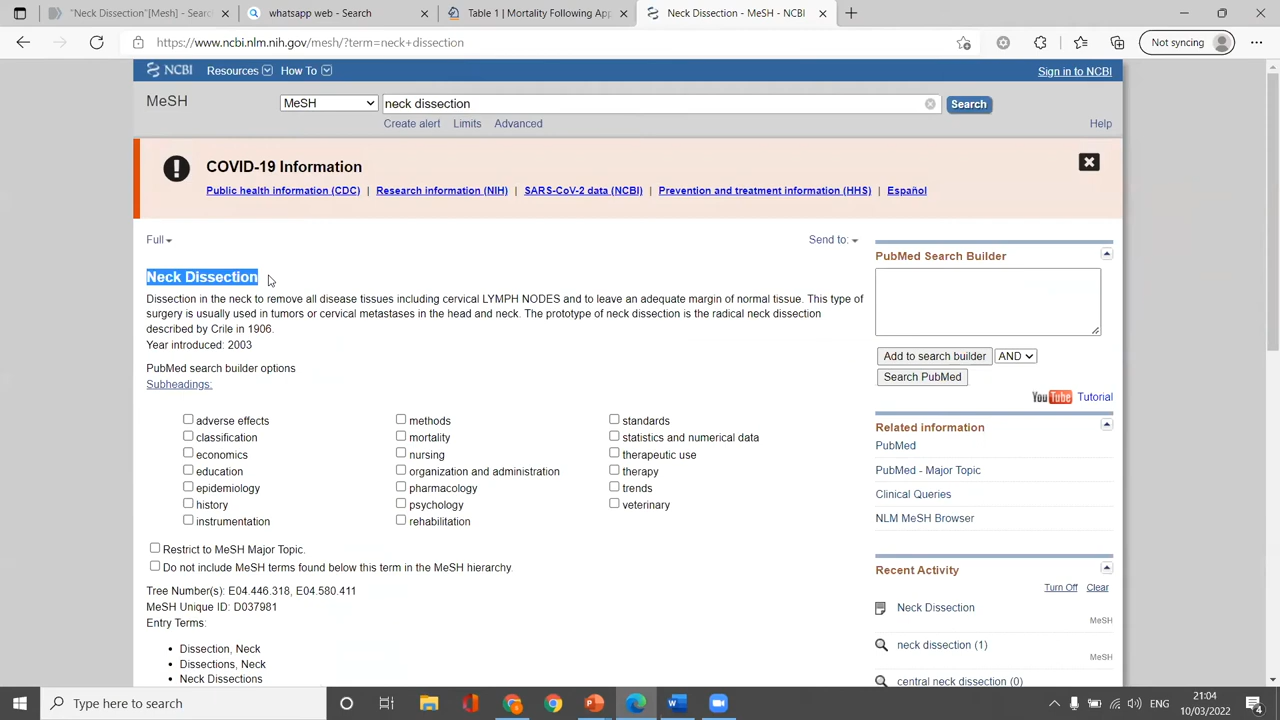 "Neck Dissection"[Mesh] - Search
whatsapp web - Search
Table 1 | Mortality Following App
Neck Dissection - MeSH - NCBI
https://www.ncbi.nlm.nih.gov/mesh/?term=neck+dissection
Not syncing
NCBI Resources How To
Sign in to NCBI
MeSH
MeSH
neck dissection
Search
Create alert Limits Advanced
Help
COVID-19 Information
Public health information (CDC) | Research information (NIH) | SARS-CoV-2 data (NCBI) | Prevention and treatment information (HHS) | Español
Full
Send to:
Neck Dissection
Dissection in the neck to remove all disease tissues including cervical LYMPH NODES and to leave an adequate margin of normal tissue. This type of
surgery is usually used in tumors or cervical metastases in the head and neck. The prototype of neck dissection is the radical neck dissection
described by Crile in 1906.
Year introduced: 2003
PubMed search builder options
Subheadings:
adverse effects
classification
economics
education
epidemiology
history
instrumentation
methods
mortality
nursing
organization and administration
pharmacology
psychology
rehabilitation
standards
statistics and numerical data
therapeutic use
therapy
trends
veterinary
Restrict to MeSH Major Topic.
Do not include MeSH terms found below this term in the MeSH hierarchy.
Tree Number(s): E04.446.318, E04.580.411
MeSH Unique ID: D037981
Entry Terms:
• Dissection, Neck
• Dissections, Neck
• Neck Dissections
PubMed Search Builder
Add to search builder AND
Search PubMed
YouTube Tutorial
Related information
PubMed
PubMed - Major Topic
Clinical Queries
NLM MeSH Browser
Recent Activity
Turn Off Clear
Neck Dissection
MeSH
neck dissection (1)
MeSH
central neck dissection (0)
Type here to search
ENG
21:04
10/03/2022
4